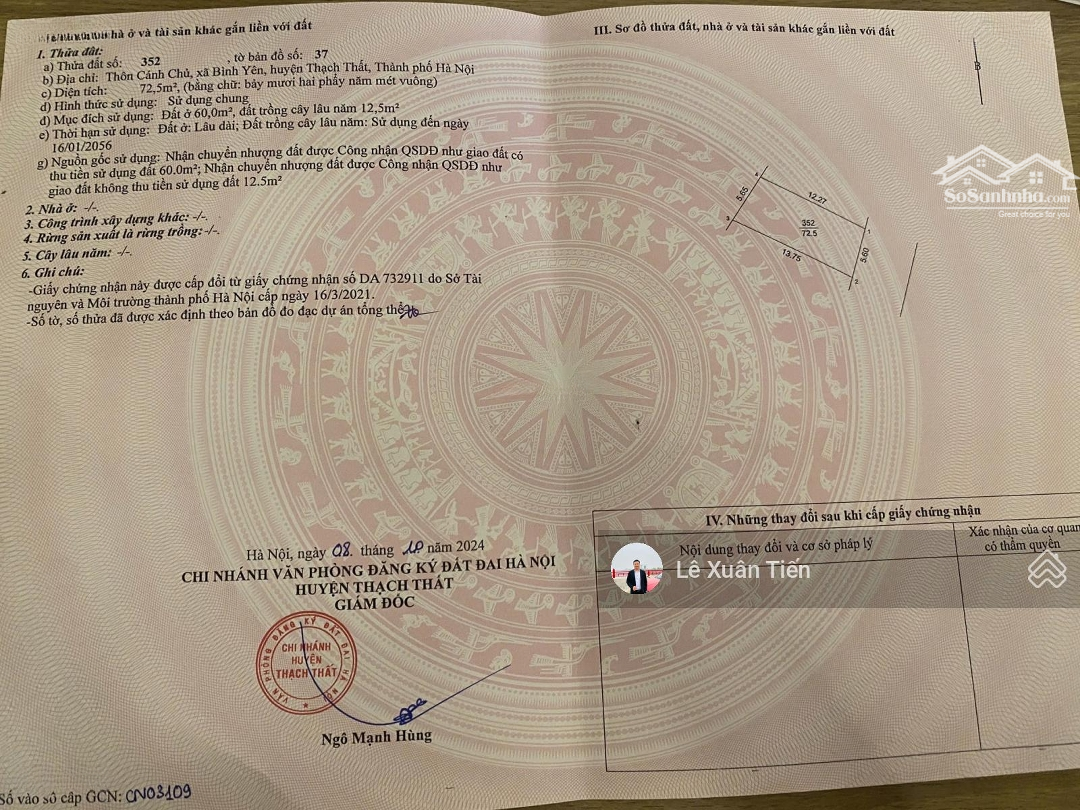 hà ở và tài sản khác gắn liền với đất
1. Thửa đất:
a) Thửa đất số: 352 , tờ bản đồ số: 37
b) Địa chỉ: Thôn Cánh Chủ, xã Bình Yên, huyện Thạch Thất, Thành phố Hà Nội
c) Diện tích: 72,5m², (bằng chữ: bảy mươi hai phẩy năm mét vuông)
d) Hình thức sử dụng: Sử dụng chung
đ) Mục đích sử dụng: Đất ở 60,0m², đất trồng cây lâu năm 12,5m²
e) Thời hạn sử dụng: Đất ở: Lâu dài; Đất trồng cây lâu năm: Sử dụng đến ngày
16/01/2056
g) Nguồn gốc sử dụng: Nhận chuyển nhượng đất được Công nhận QSDĐ như giao đất có
thu tiền sử dụng đất 60.0m²; Nhận chuyển nhượng đất được Công nhận QSDĐ như
giao đất không thu tiền sử dụng đất 12.5m²
2. Nhà ở: -/-.
3. Công trình xây dựng khác: -/-.
4. Rừng sản xuất là rừng trồng: -/-.
5. Cây lâu năm: -/-.
6. Ghi chú:
-Giấy chứng nhận này được cấp đổi từ giấy chứng nhận số DA 732911 do Sở Tài
nguyên và Môi trường thành phố Hà Nội cấp ngày 16/3/2021.
-Số tờ, số thửa đã được xác định theo bản đồ đo đạc dự án tổng thể
Hà Nội, ngày 08. tháng 10 năm 2024
CHI NHÁNH VĂN PHÒNG ĐĂNG KÝ ĐẤT ĐAI HÀ NỘI
HUYỆN THẠCH THẤT
GIÁM ĐỐC
VĂN PHÒNG ĐĂNG KÝ ĐẤT ĐAI HÀ NỘI
CHI NHÁNH
HUYỆN
THẠCH THẤT
Ngô Mạnh Hùng
Số vào sổ cấp GCN: CN03109
III. Sơ đồ thửa đất, nhà ở và tài sản khác gắn liền với đất
B
4
12.27
5.65
3
352
72.5
1
5.60
13.75
2
SoSanhnha.com
Great choice for you
IV. Những thay đổi sau khi cấp giấy chứng nhận
Nội dung thay đổi và cơ sở pháp lý
Xác nhận của cơ quan
có thẩm quyền
Lê Xuân Tiến